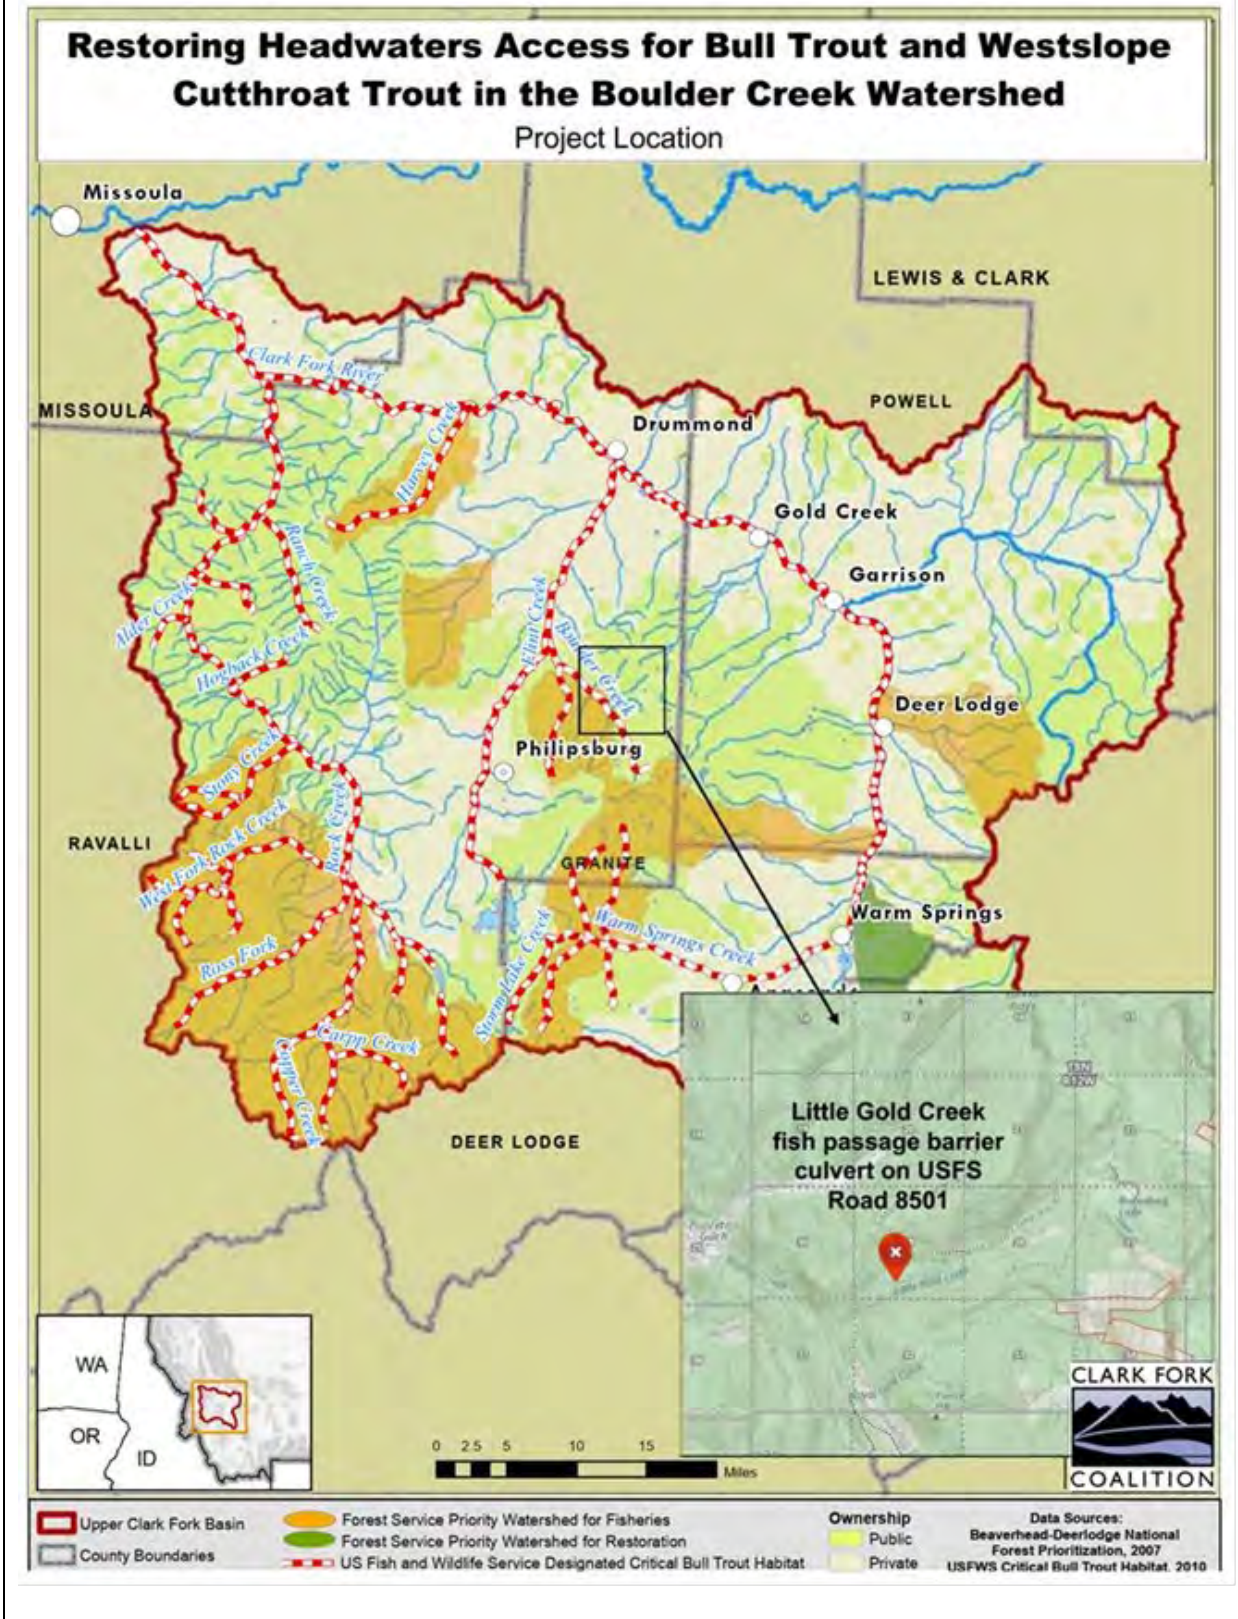 Restoring Headwaters Access for Bull Trout and Westslope
Cutthroat Trout in the Boulder Creek Watershed
Project Location
Missoula
LEWIS & CLARK
Clark Fork River
MISSOULA
POWELL
Harvey Creek
Drummond
Gold Creek
Ranch Creek
Garrison
Alder Creek
Flint Creek
Boulder Creek
Hogback Creek
Deer Lodge
Stony Creek
Philipsburg
Rock Creek
RAVALLI
West Fork Rock Creek
GRANITE
Warm Springs
Warm Springs Creek
Ross Fork
Storm Lake Creek
Carpp Creek
Copper Creek
DEER LODGE
Little Gold Creek
fish passage barrier
culvert on USFS
Road 8501
WA
OR
ID
0 2.5 5 10 15
Miles
CLARK FORK
COALITION
Upper Clark Fork Basin
County Boundaries
Forest Service Priority Watershed for Fisheries
Forest Service Priority Watershed for Restoration
US Fish and Wildlife Service Designated Critical Bull Trout Habitat
Ownership
Public
Private
Data Sources:
Beaverhead-Deerlodge National
Forest Prioritization, 2007
USFWS Critical Bull Trout Habitat, 2010